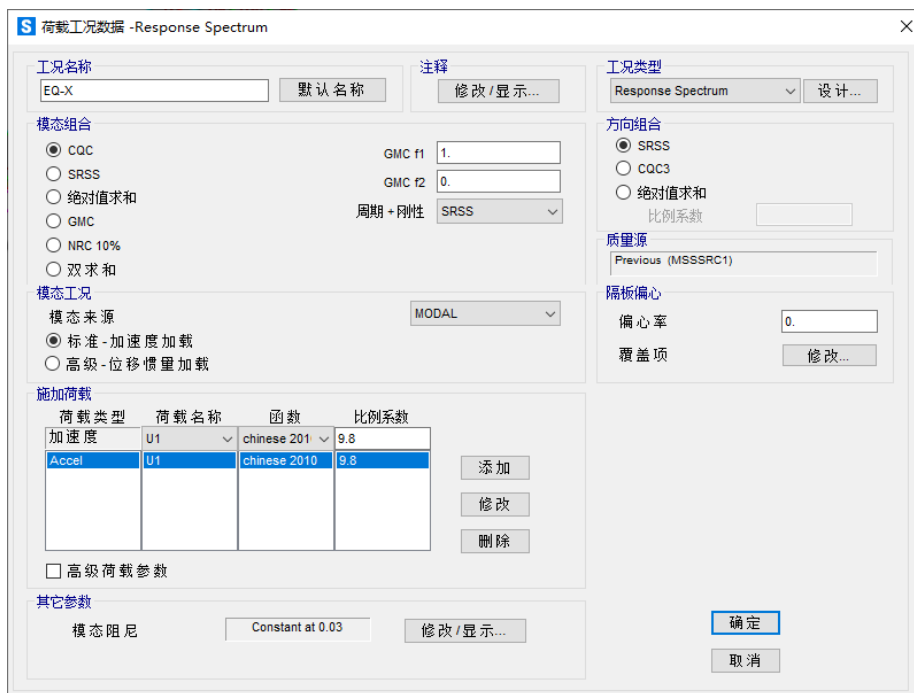 S 荷载工况数据 -Response Spectrum
工况名称
EQ-X
默认名称
注释
修改/显示...
工况类型
Response Spectrum
设计...
模态组合
CQC
SRSS
绝对值求和
GMC
NRC 10%
双求和
GMC f1
1.
GMC f2
0.
周期+刚性
SRSS
方向组合
SRSS
CQC3
绝对值求和
比例系数
质量源
Previous (MSSSRC1)
模态工况
模态来源
MODAL
标准-加速度加载
高级-位移惯量加载
隔板偏心
偏心率
0.
覆盖项
修改...
施加荷载
荷载类型 荷载名称 函数 比例系数
加速度 U1 chinese 201 9.8
Accel U1 chinese 2010 9.8
添加
修改
删除
高级荷载参数
其它参数
模态阻尼
Constant at 0.03
修改/显示...
确定
取消